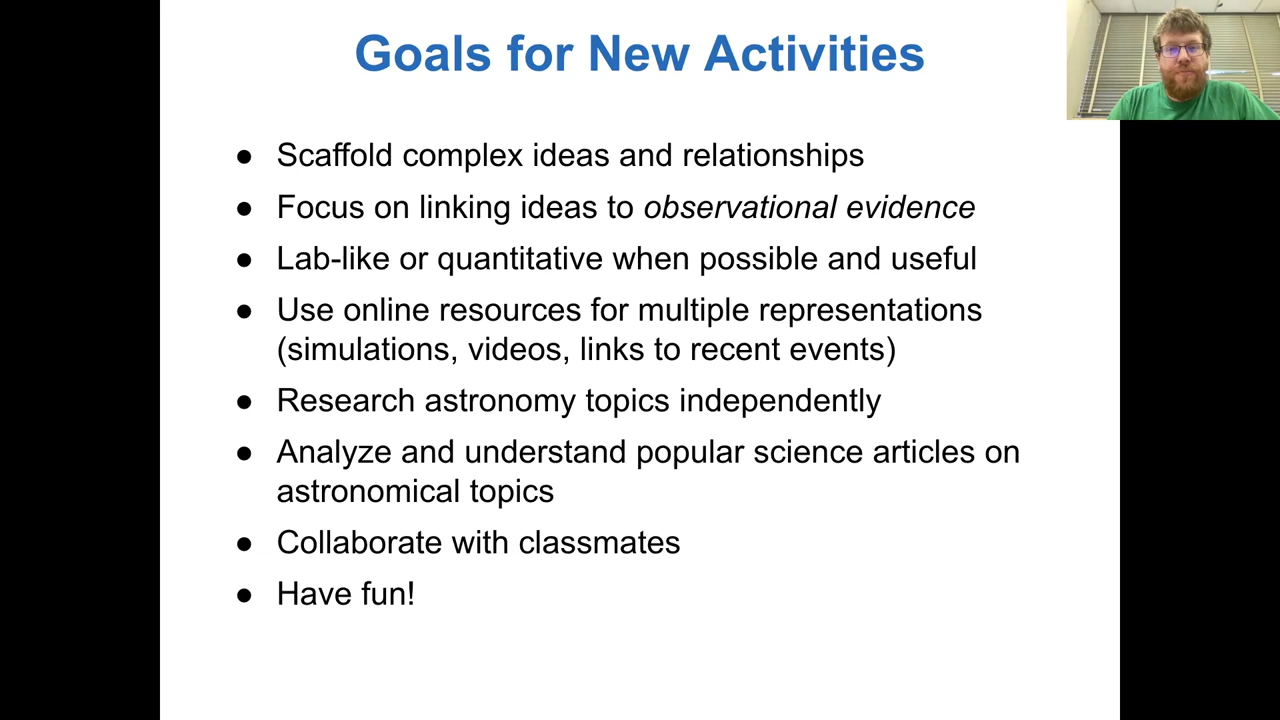 Goals for New Activities
● Scaffold complex ideas and relationships
● Focus on linking ideas to observational evidence
● Lab-like or quantitative when possible and useful
● Use online resources for multiple representations
(simulations, videos, links to recent events)
● Research astronomy topics independently
● Analyze and understand popular science articles on
astronomical topics
● Collaborate with classmates
● Have fun!